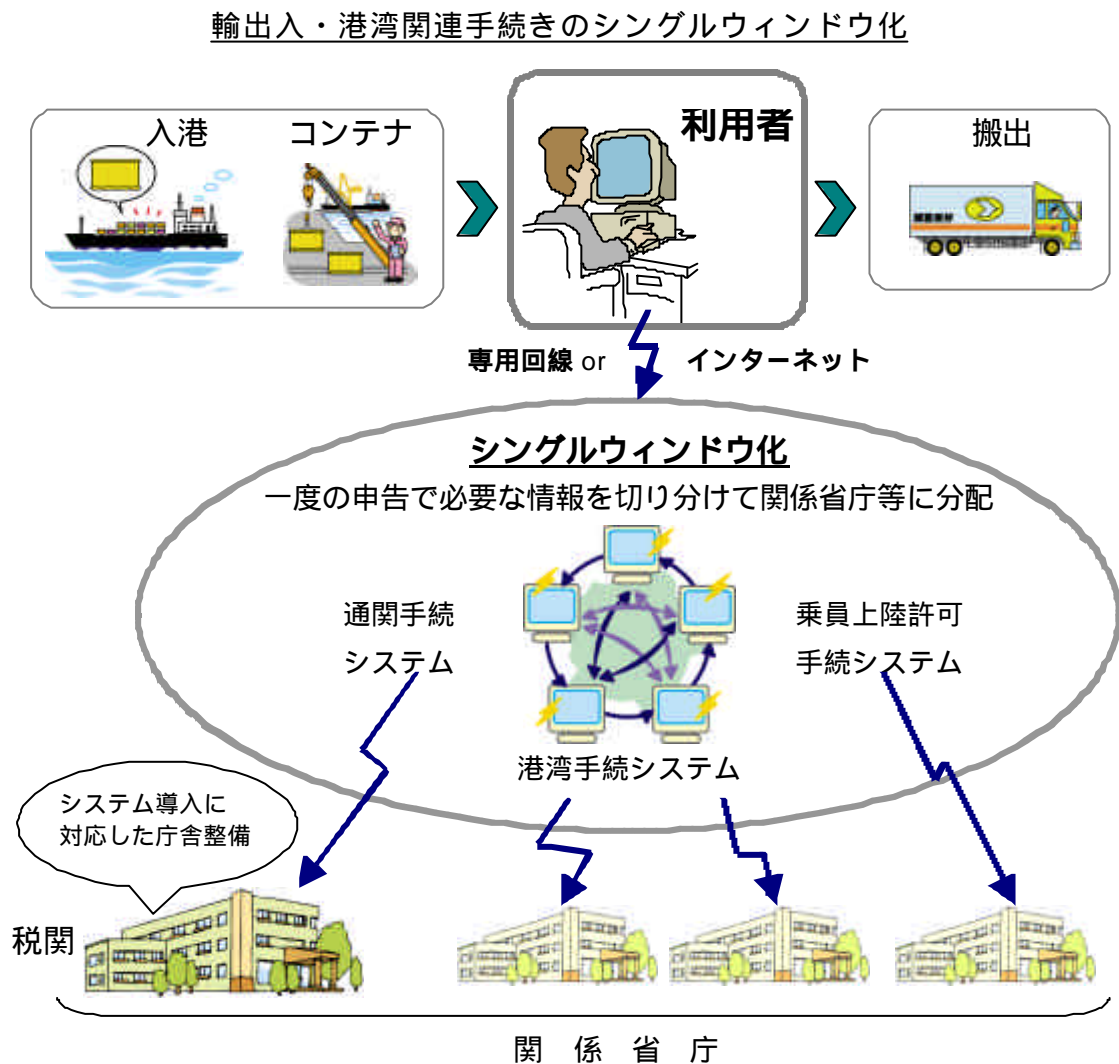 輸出入・港湾関連手続きのシングルウィンドウ化
入港
コンテナ
利用者
搬出
専用回線 or インターネット
シングルウィンドウ化
一度の申告で必要な情報を切り分けて関係省庁等に分配
通関手続
システム
乗員上陸許可
手続システム
港湾手続システム
システム導入に
対応した庁舎整備
税関
関 係 省 庁